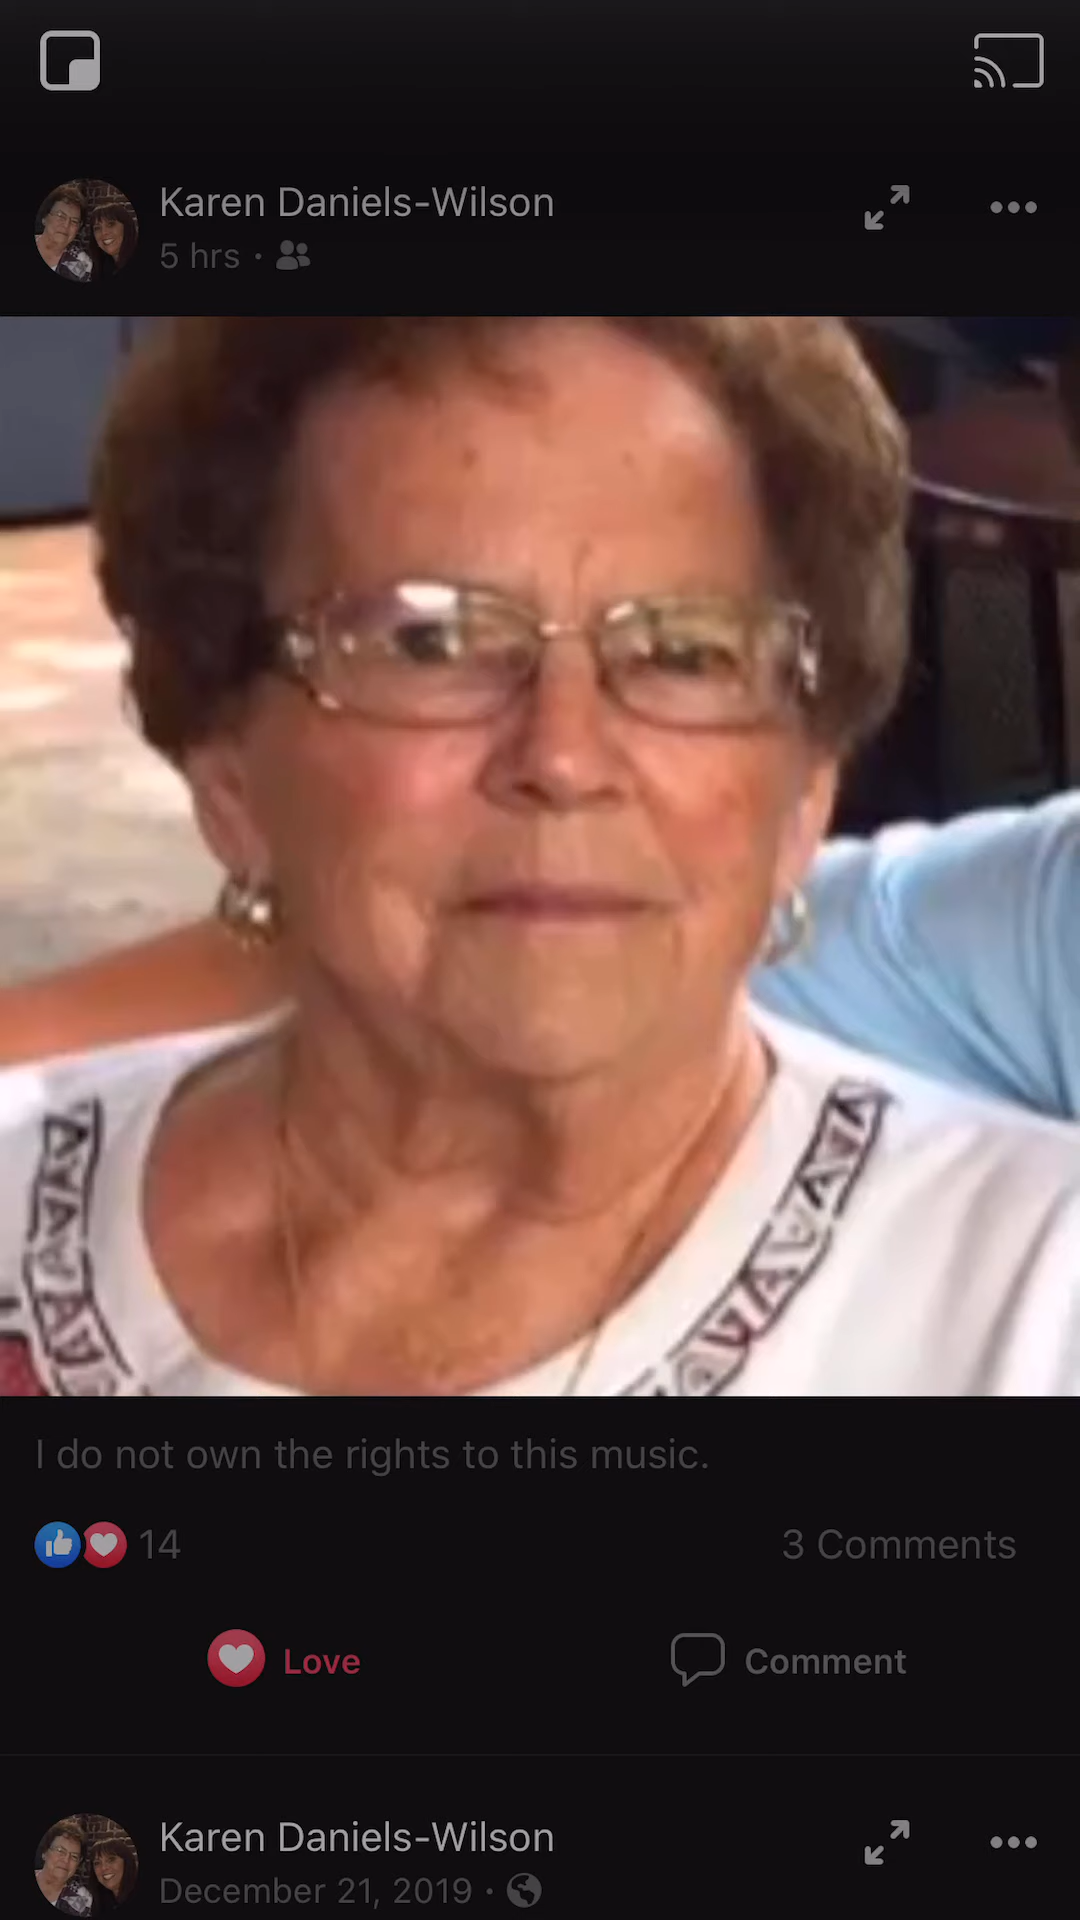 Karen Daniels-Wilson
5 hrs ·
I do not own the rights to this music.
14
3 Comments
Love
Comment
Karen Daniels-Wilson
December 21, 2019 ·